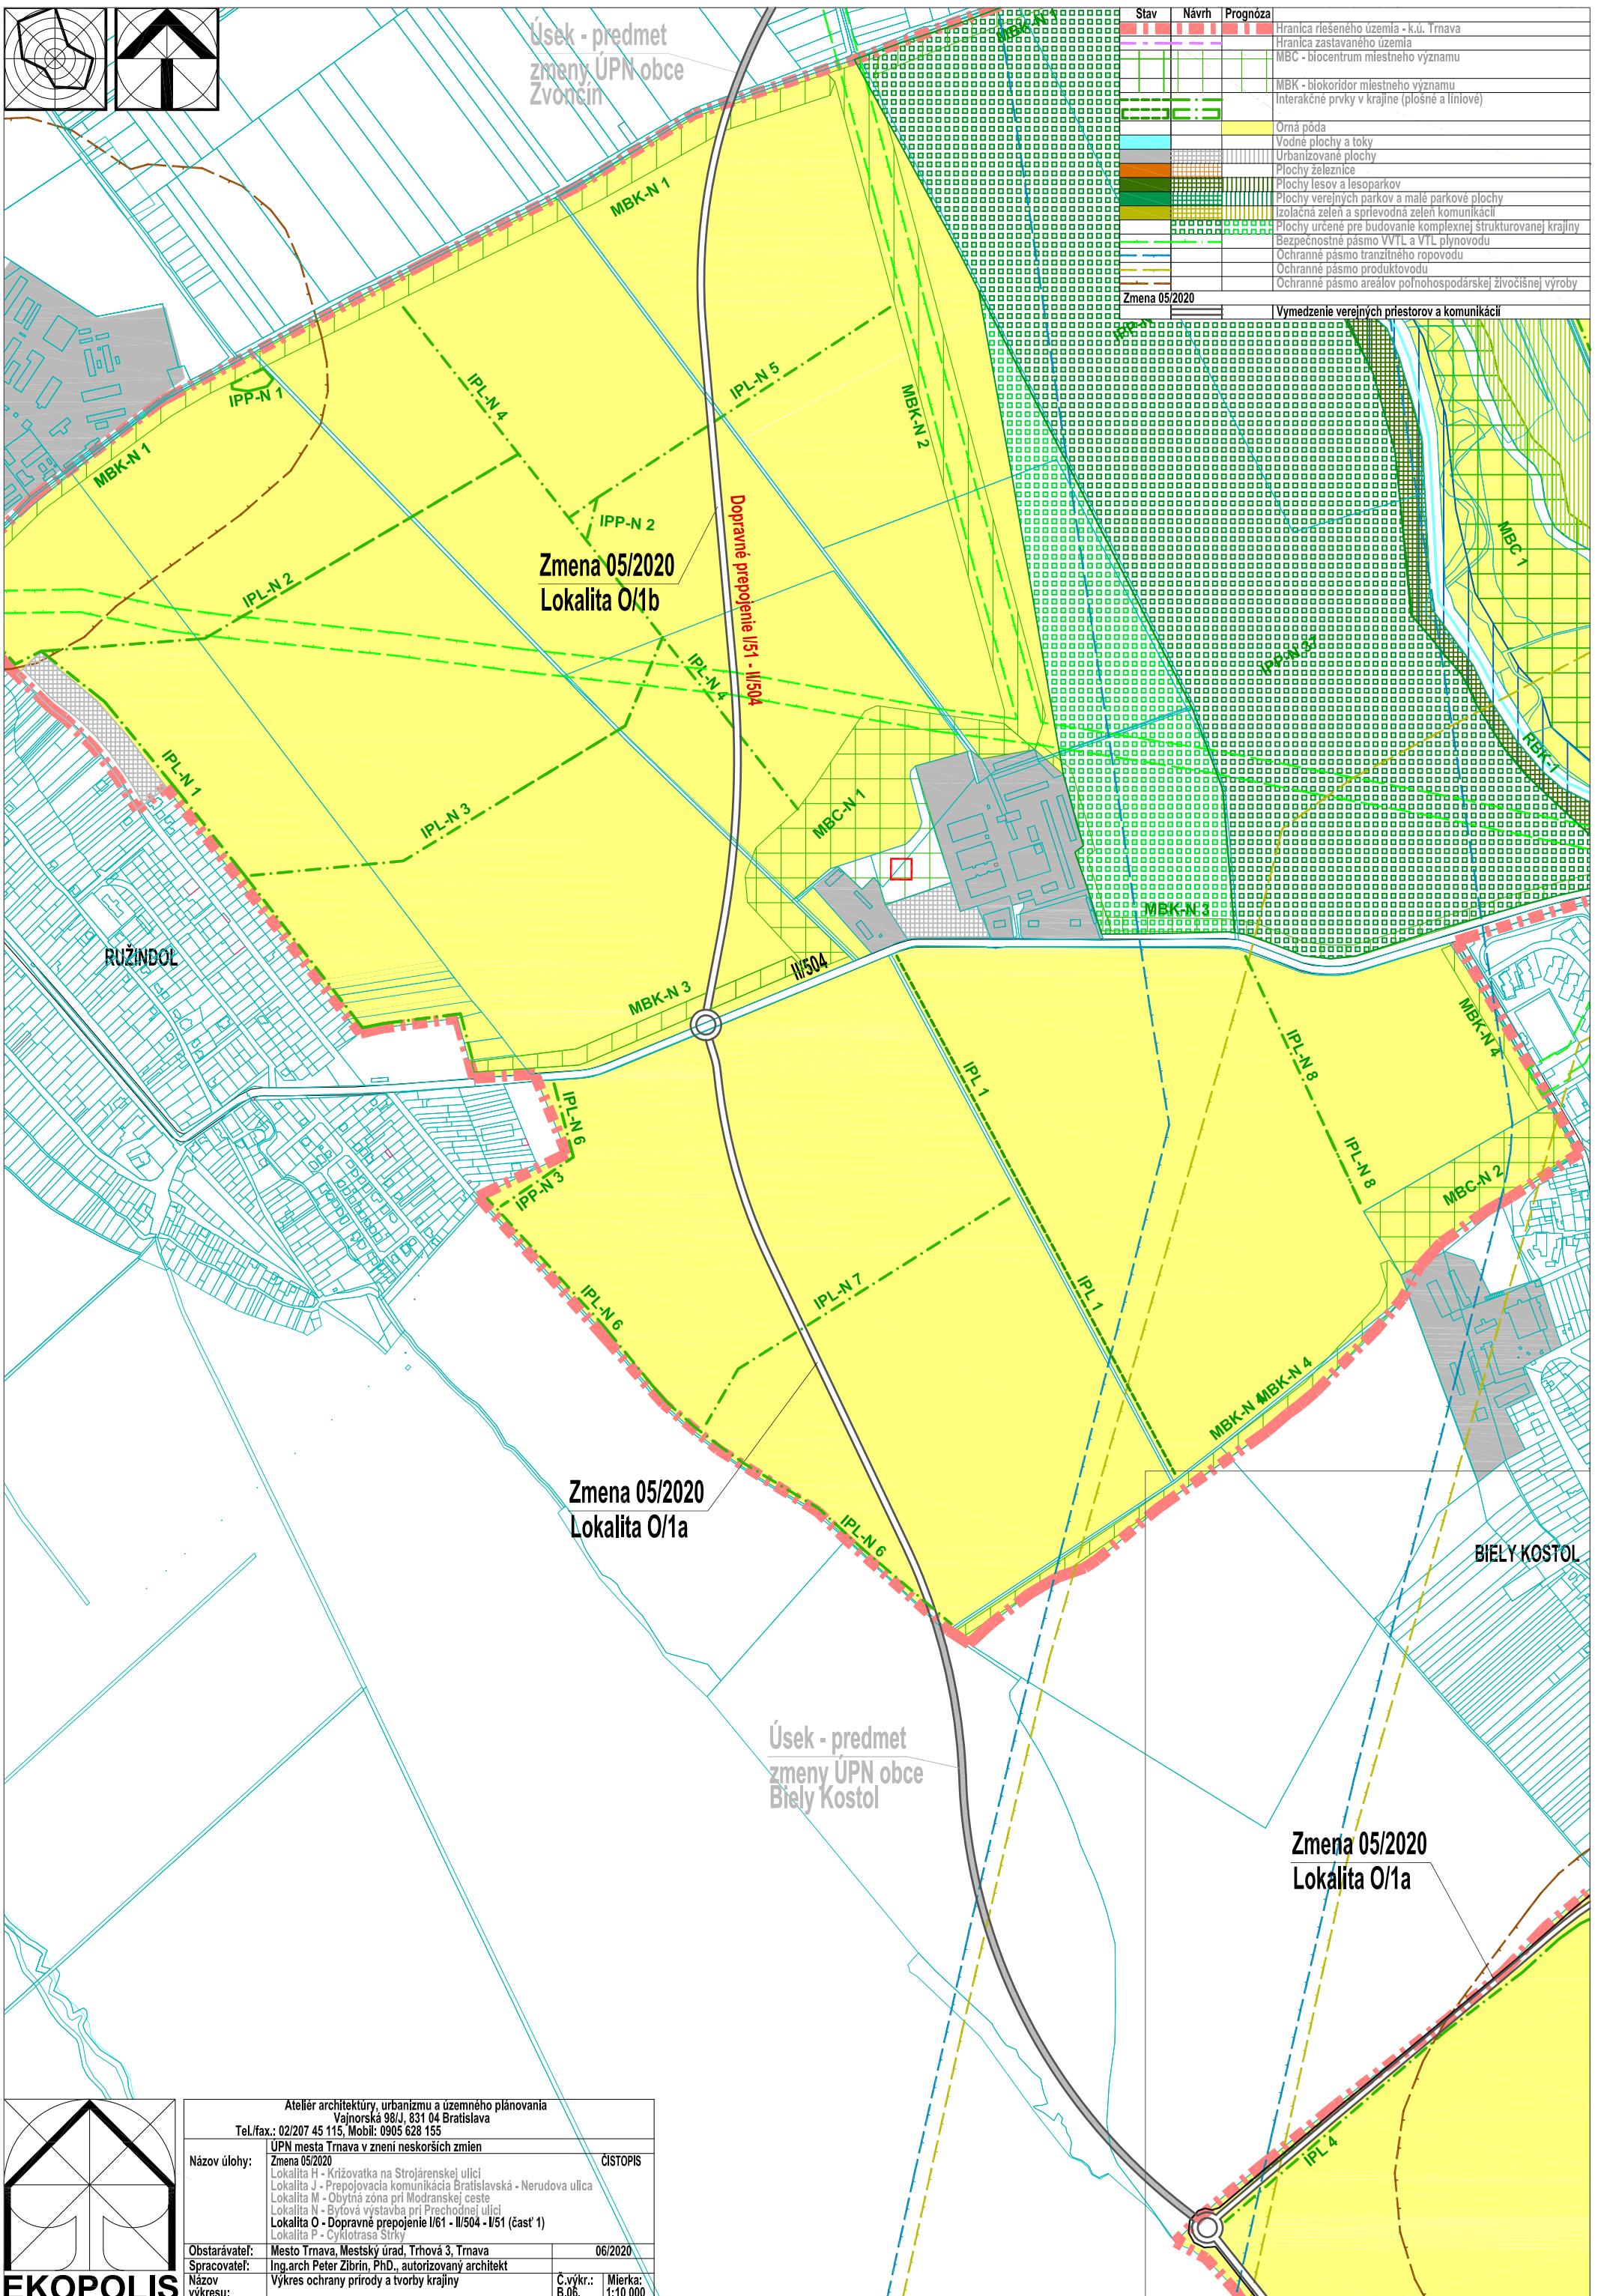 Úsek - predmet
zmeny ÚPN obce
Zvončín
MBK-N 1
Stav Návrh Prognóza
Hranica riešeného územia - k.ú. Trnava
Hranica zastavaného územia
MBC - biocentrum miestneho významu
MBK - biokoridor miestneho významu
Interakčné prvky v krajine (plošné a líniové)
Orná pôda
Vodné plochy a toky
Urbanizované plochy
Plochy železnice
Plochy lesov a lesoparkov
Plochy verejných parkov a malé parkové plochy
Izolačná zeleň a sprievodná zeleň komunikácií
Plochy určené pre budovanie komplexnej štrukturovanej krajiny
Bezpečnostné pásmo VVTL a VTL plynovodu
Ochranné pásmo tranzitného ropovodu
Ochranné pásmo produktovodu
Ochranné pásmo areálov poľnohospodárskej živočíšnej výroby
Zmena 05/2020
Vymedzenie verejných priestorov a komunikácií
MBK-N 1
IPP-N 1
IPL-N 4
IPL-N 5
MBK-N 2
MBK-N 1
IPP-N 2
Dopravné prepojenie I/51 - II/504
MBC 1
Zmena 05/2020
Lokalita O/1b
IPL-N 2
IPL-N 4
IPP-N 37
RBK-1
IPL-N 1
IPL-N 3
MBC-N 1
MBK-N 3
RUŽINDOL
II/504
MBK-N 3
MBK-N 4
IPL 1
IPL-N 8
IPL-N 6
IPL-N 8
IPP-N 3
MBC-N 2
IPL-N 7
IPL 1
IPL-N 6
MBK-N 4
MBK-N 4
Zmena 05/2020
Lokalita O/1a
IPL-N 6
BIELY KOSTOL
Úsek - predmet
zmeny ÚPN obce
Biely Kostol
Zmena 05/2020
Lokalita O/1a
IPL 4
Ateliér architektúry, urbanizmu a územného plánovania
Vajnorská 98/J, 831 04 Bratislava
Tel./fax.: 02/207 45 115, Mobil: 0905 628 155
ÚPN mesta Trnava v znení neskorších zmien
Názov úlohy: Zmena 05/2020 ČISTOPIS
Lokalita H - Križovatka na Strojárenskej ulici
Lokalita J - Prepojovacia komunikácia Bratislavská - Nerudova ulica
Lokalita M - Obytná zóna pri Modranskej ceste
Lokalita N - Bytová výstavba pri Prechodnej ulici
Lokalita O - Dopravné prepojenie I/61 - II/504 - I/51 (časť 1)
Lokalita P - Cyklotrasa Štrky
Obstarávateľ: Mesto Trnava, Mestský úrad, Trhová 3, Trnava 06/2020
Spracovateľ: Ing.arch Peter Zibrin, PhD., autorizovaný architekt
Názov výkresu: Výkres ochrany prírody a tvorby krajiny Č.výkr.: B.06. Mierka: 1:10 000
EKOPOLIS